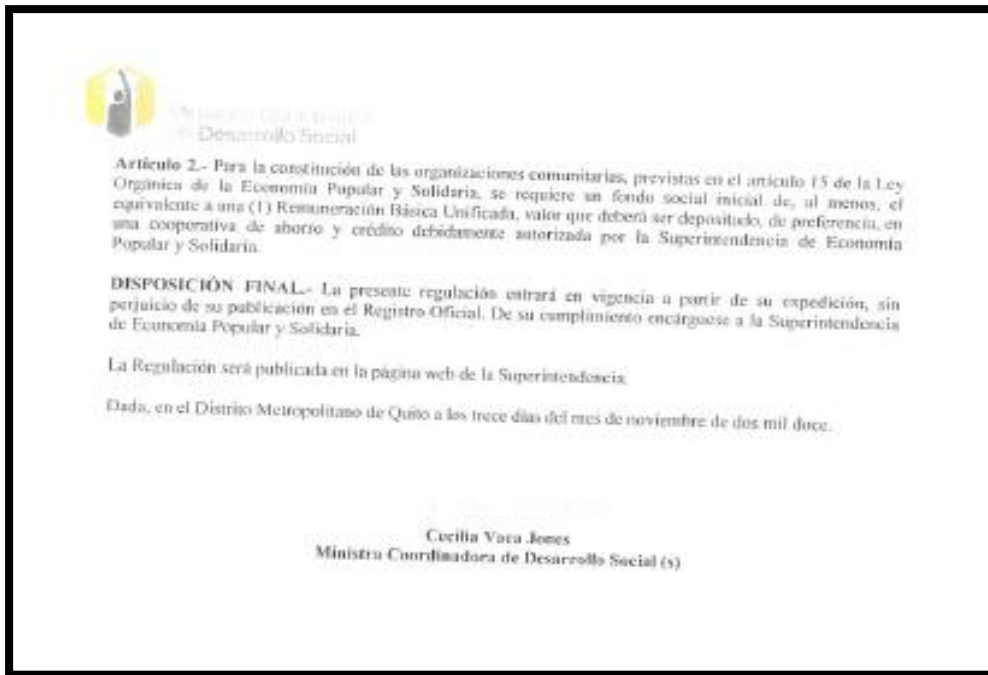 Desarrollo Social
Artículo 2.- Para la constitución de las organizaciones comunitarias, previstas en el artículo 15 de la Ley
Orgánica de la Economía Popular y Solidaria, se requiere un fondo social inicial de, al menos, el
equivalente a una (1) Remuneración Básica Unificada, valor que deberá ser depositado, de preferencia, en
una cooperativa de ahorro y crédito debidamente autorizada por la Superintendencia de Economía
Popular y Solidaria.
DISPOSICIÓN FINAL.- La presente regulación entrará en vigencia a partir de su expedición, sin
perjuicio de su publicación en el Registro Oficial. De su cumplimiento encárguese a la Superintendencia
de Economía Popular y Solidaria.
La Regulación será publicada en la página web de la Superintendencia
Dada, en el Distrito Metropolitano de Quito a los trece días del mes de noviembre de dos mil doce.
Cecilia Vaca Jones
Ministra Coordinadora de Desarrollo Social (s)